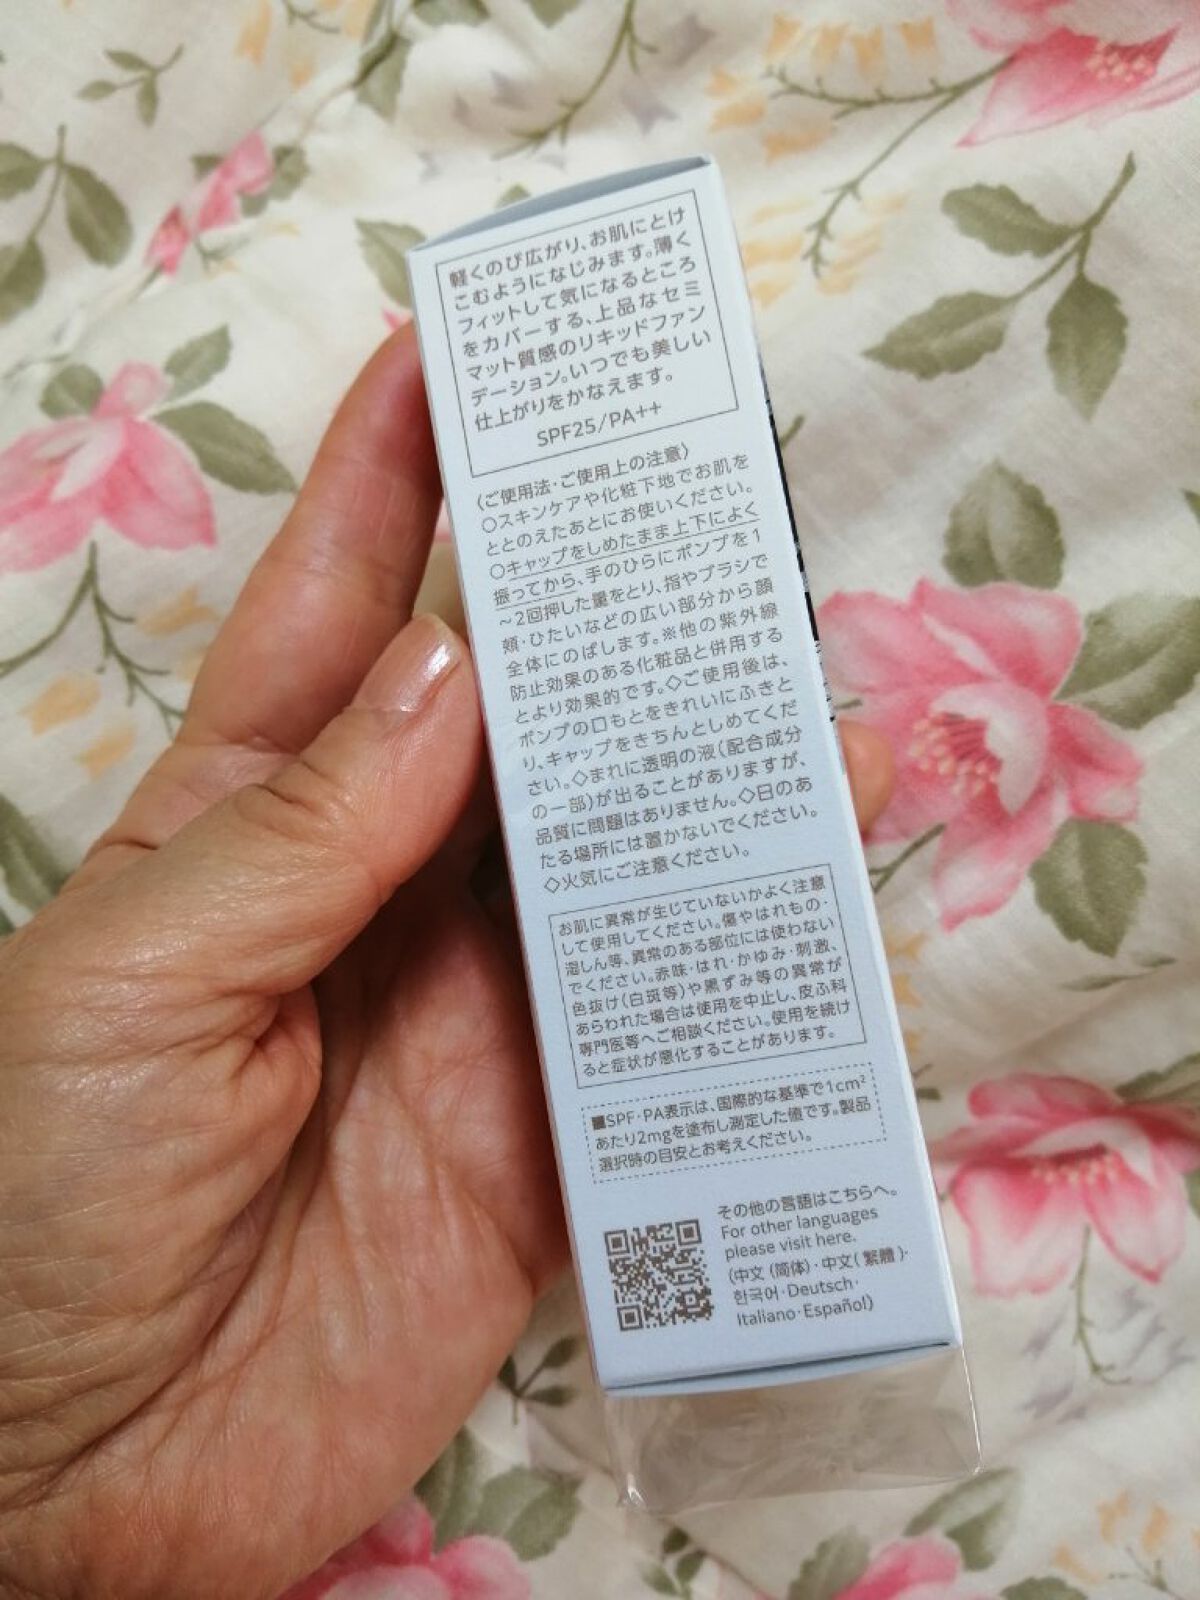 軽くのび広がり、お肌にとけ
こむようになじみます。薄く
フィットして気になるところ
をカバーする、上品なセミ
マット質感のリキッドファン
デーション。いつでも美しい
仕上がりをかなえます。
SPF25/PA++
〈ご使用法・ご使用上の注意〉
○スキンケアや化粧下地でお肌を
ととのえたあとにお使いください。
○キャップをしめたまま上下によく
振ってから、手のひらにポンプを1
～2回押した量をとり、指やブラシで
頬・ひたいなどの広い部分から顔
全体にのばします。※他の紫外線
防止効果のある化粧品と併用する
とより効果的です。◇ご使用後は、
ポンプの口もとをきれいにふきと
り、キャップをきちんとしめてくだ
さい。◇まれに透明の液（配合成分
の一部）が出ることがありますが、
品質に問題はありません。◇日のあ
たる場所には置かないでください。
◇火気にご注意ください。
お肌に異常が生じていないかよく注意
して使用してください。傷やはれもの・
湿しん等、異常のある部位には使わない
でください。赤味・はれ・かゆみ・刺激、
色抜け（白斑等）や黒ずみ等の異常が
あらわれた場合は使用を中止し、皮ふ科
専門医等へご相談ください。使用を続け
ると症状が悪化することがあります。
■SPF・PA表示は、国際的な基準で1cm²
あたり2mgを塗布し測定した値です。製品
選択時の目安とお考えください。
その他の言語はこちらへ。
For other languages
please visit here.
(中文(简体)・中文(繁體)・
한국어・Deutsch・
Italiano・Español)